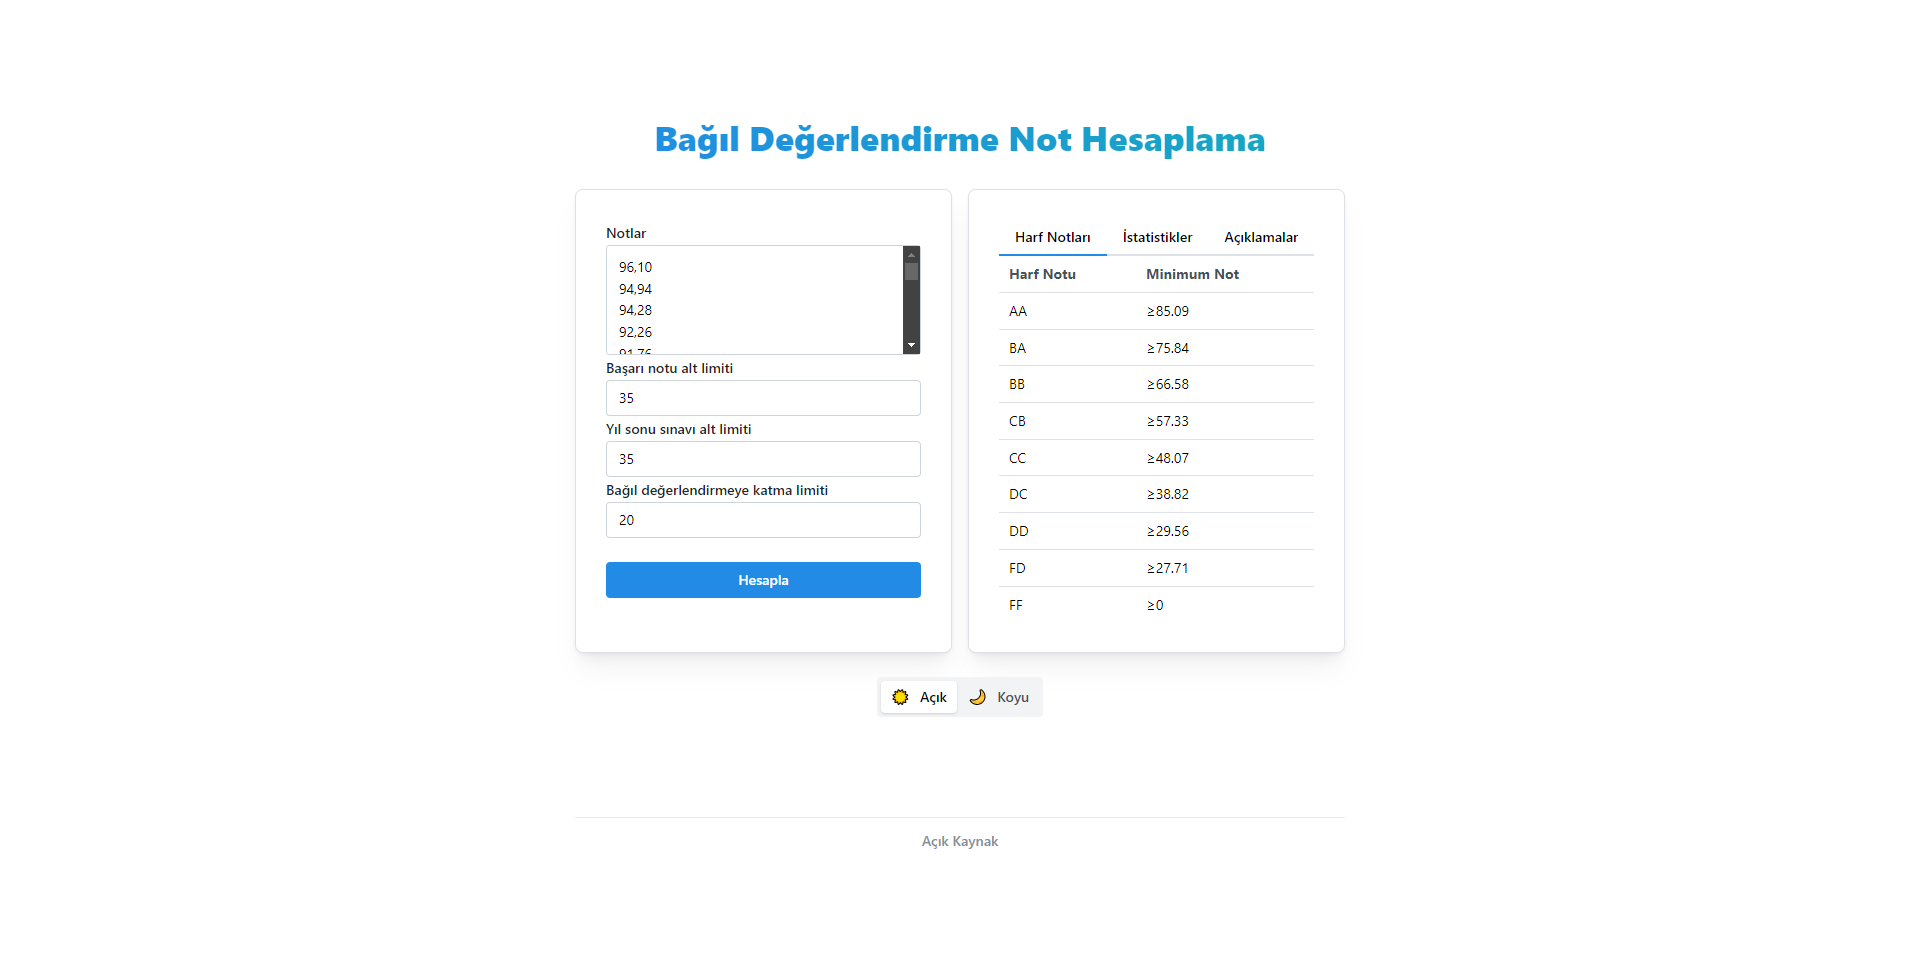 Bağıl Değerlendirme Not Hesaplama
Notlar
96,10
94,94
94,28
92,26
91,76
Başarı notu alt limiti
35
Yıl sonu sınavı alt limiti
35
Bağıl değerlendirmeye katma limiti
20
Hesapla
Harf Notları İstatistikler Açıklamalar
Harf Notu Minimum Not
AA ≥85.09
BA ≥75.84
BB ≥66.58
CB ≥57.33
CC ≥48.07
DC ≥38.82
DD ≥29.56
FD ≥27.71
FF ≥0
Açık Koyu
Açık Kaynak